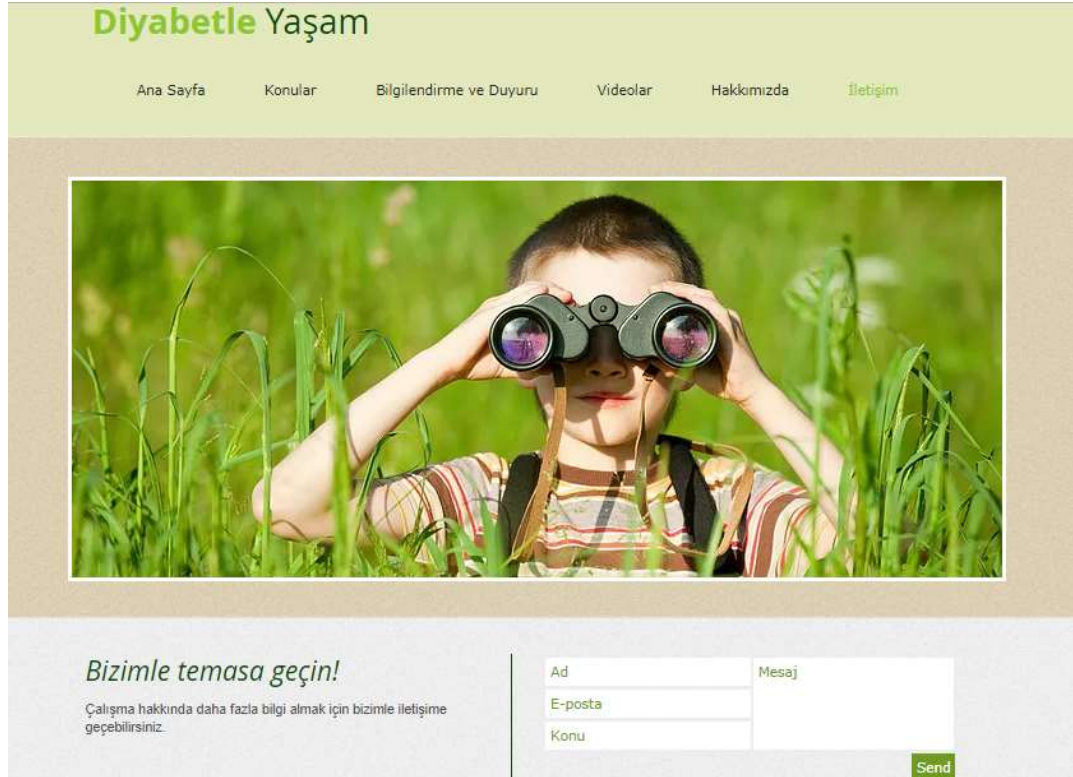 Diyabetle Yaşam
Ana Sayfa Konular Bilgilendirme ve Duyuru Videolar Hakkımızda İletişim
Bizimle temasa geçin!
Çalışma hakkında daha fazla bilgi almak için bizimle iletişime
geçebilirsiniz.
Ad
E-posta
Konu
Mesaj
Send